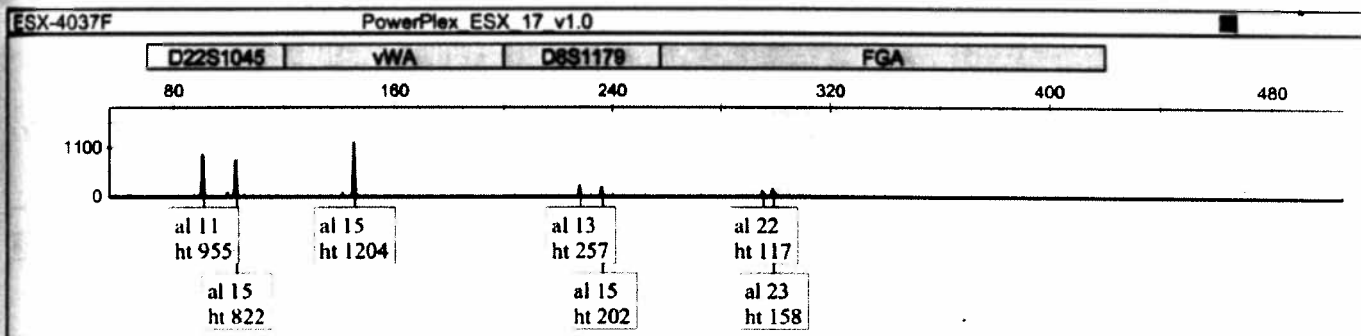 ESX-4037F PowerPlex_ESX_17_v1.0
D22S1045 vWA D8S1179 FGA
80 160 240 320 400 480
1100
0
al 11
ht 955
al 15
ht 822
al 15
ht 1204
al 13
ht 257
al 15
ht 202
al 22
ht 117
al 23
ht 158